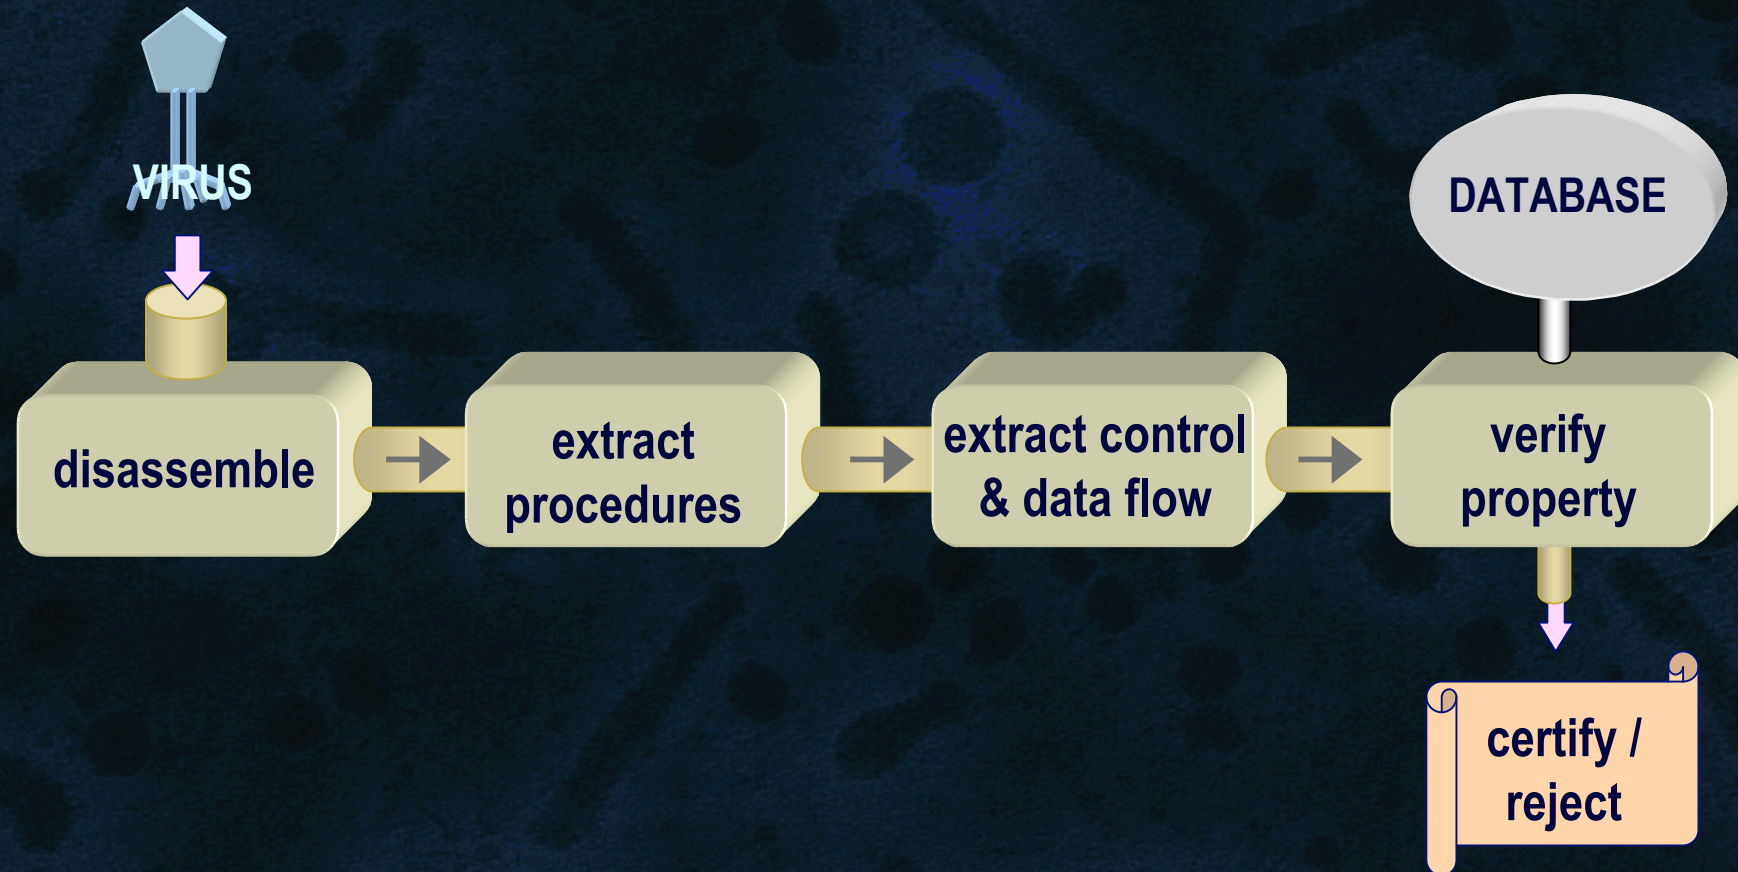 VIRUS
DATABASE
disassemble
extract
procedures
extract control
& data flow
verify
property
certify /
reject